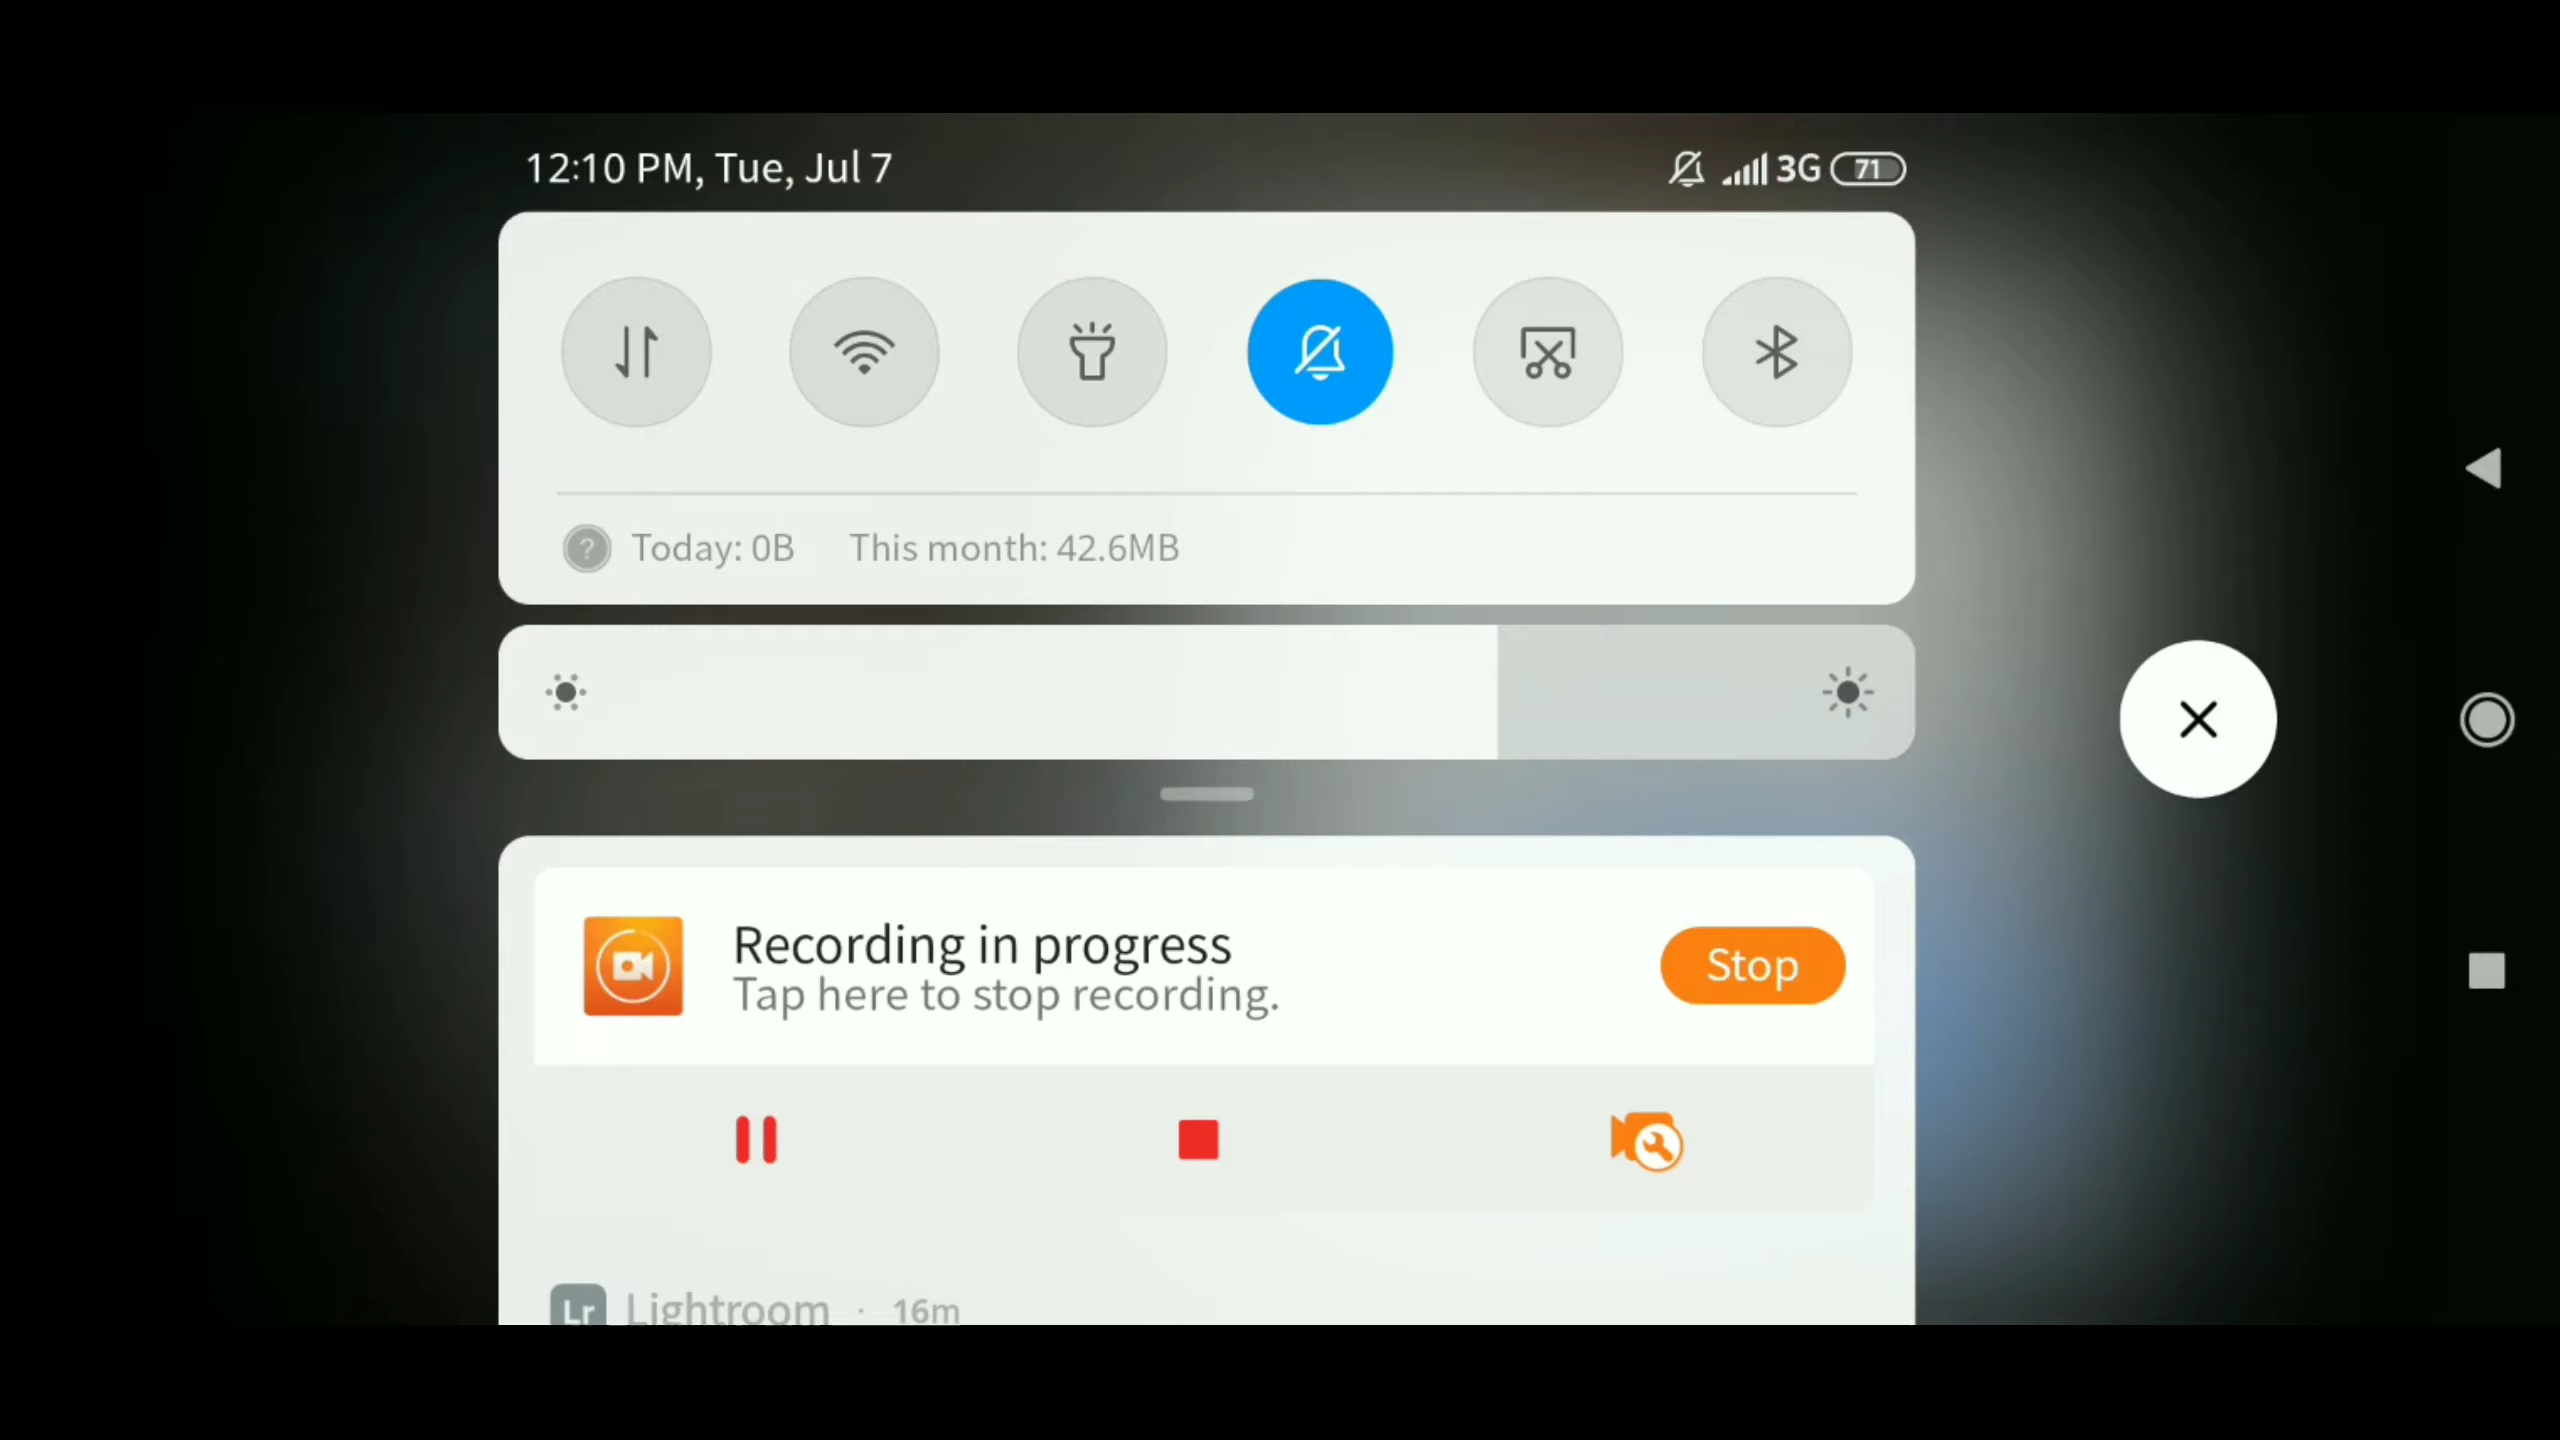 12:10 PM, Tue, Jul 7 3G 71
? Today: 0B This month: 42.6MB
Recording in progress
Tap here to stop recording.
Stop
Lr Lightroom · 16m